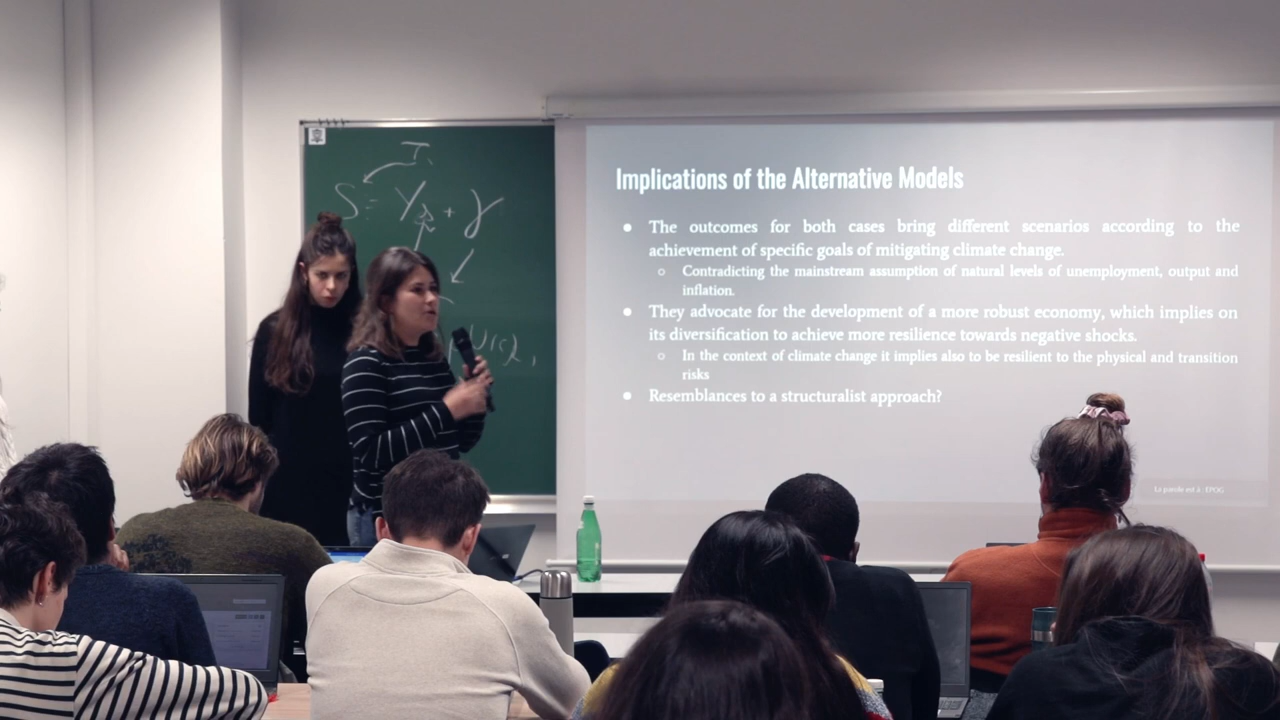 I
S = Y + γ
Implications of the Alternative Models
● The outcomes for both cases bring different scenarios according to the
achievement of specific goals of mitigating climate change.
○ Contradicting the mainstream assumption of natural levels of unemployment, output and
inflation.
● They advocate for the development of a more robust economy, which implies on
its diversification to achieve more resilience towards negative shocks.
○ In the context of climate change it implies also to be resilient to the physical and transition
risks
● Resemblances to a structuralist approach?
La parole est à : EPOG